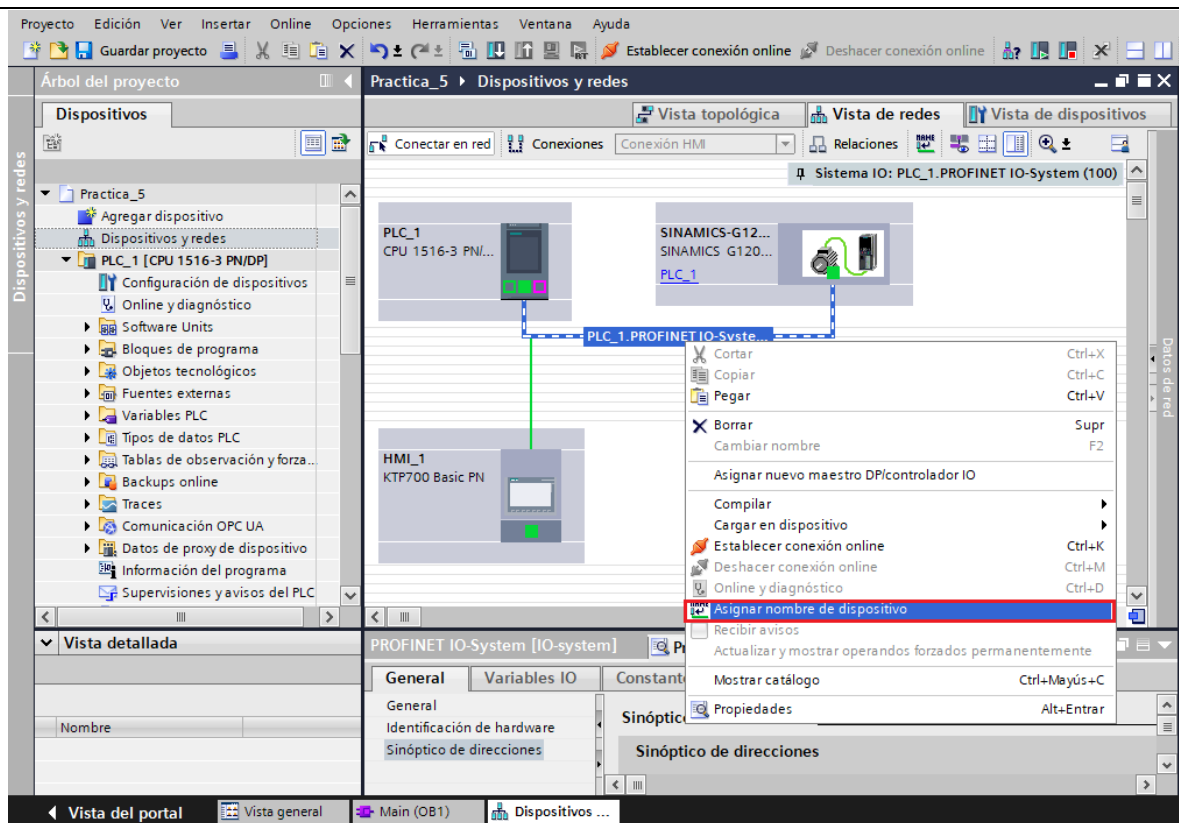 Proyecto Edición Ver Insertar Online Opciones Herramientas Ventana Ayuda
Guardar proyecto Establecer conexión online Deshacer conexión online
Árbol del proyecto
Practica_5 Dispositivos y redes
Dispositivos
Vista topológica Vista de redes Vista de dispositivos
Conectar en red Conexiones Conexión HMI Relaciones
Sistema IO: PLC_1.PROFINET IO-System (100)
Dispositivos y redes
Practica_5
Agregar dispositivo
Dispositivos y redes
PLC_1 [CPU 1516-3 PN/DP]
Configuración de dispositivos
Online y diagnóstico
Software Units
Bloques de programa
Objetos tecnológicos
Fuentes externas
Variables PLC
Tipos de datos PLC
Tablas de observación y forza...
Backups online
Traces
Comunicación OPC UA
Datos de proxy de dispositivo
Información del programa
Supervisiones y avisos del PLC
PLC_1
CPU 1516-3 PN/...
SINAMICS-G12...
SINAMICS G120...
PLC_1
PLC_1.PROFINET IO-Syste...
HMI_1
KTP700 Basic PN
Cortar Ctrl+X
Copiar Ctrl+C
Pegar Ctrl+V
Borrar Supr
Cambiar nombre F2
Asignar nuevo maestro DP/controlador IO
Compilar
Cargar en dispositivo
Establecer conexión online Ctrl+K
Deshacer conexión online Ctrl+M
Online y diagnóstico Ctrl+D
Asignar nombre de dispositivo
Recibir avisos
Actualizar y mostrar operandos forzados permanentemente
Mostrar catálogo Ctrl+Mayús+C
Propiedades Alt+Entrar
Datos de red
Vista detallada
Nombre
PROFINET IO-System [IO-system]
General Variables IO
General
Identificación de hardware
Sinóptico de direcciones
Sinóptico de direcciones
Vista del portal Vista general Main (OB1) Dispositivos ...